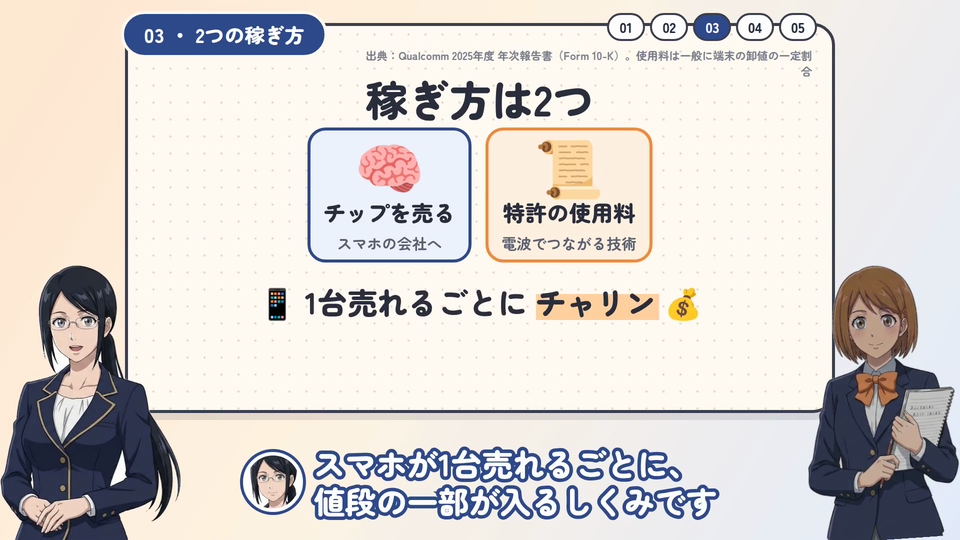 03 ・ 2つの稼ぎ方
01 02 03 04 05
出典：Qualcomm 2025年度 年次報告書（Form 10-K）。使用料は一般に端末の卸値の一定割
合
稼ぎ方は2つ
チップを売る
スマホの会社へ
特許の使用料
電波でつながる技術
1台売れるごとに チャリン
スマホが1台売れるごとに、
値段の一部が入るしくみです